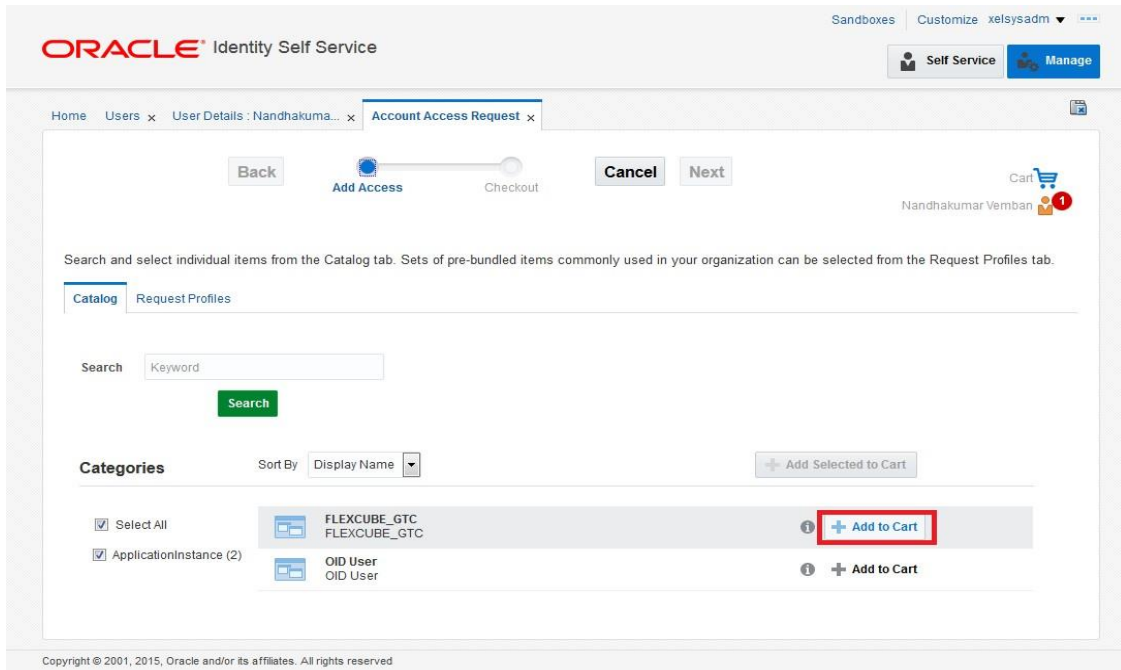 Sandboxes Customize xelsysadm
ORACLE® Identity Self Service
Self Service Manage
Home Users x User Details : Nandhakuma... x Account Access Request x
Back Add Access Checkout Cancel Next
Cart
Nandhakumar Vemban 1
Search and select individual items from the Catalog tab. Sets of pre-bundled items commonly used in your organization can be selected from the Request Profiles tab.
Catalog Request Profiles
Search Keyword
Search
Categories Sort By Display Name + Add Selected to Cart
Select All
ApplicationInstance (2)
FLEXCUBE_GTC
FLEXCUBE_GTC
i + Add to Cart
OID User
OID User
i + Add to Cart
Copyright © 2001, 2015, Oracle and/or its affiliates. All rights reserved